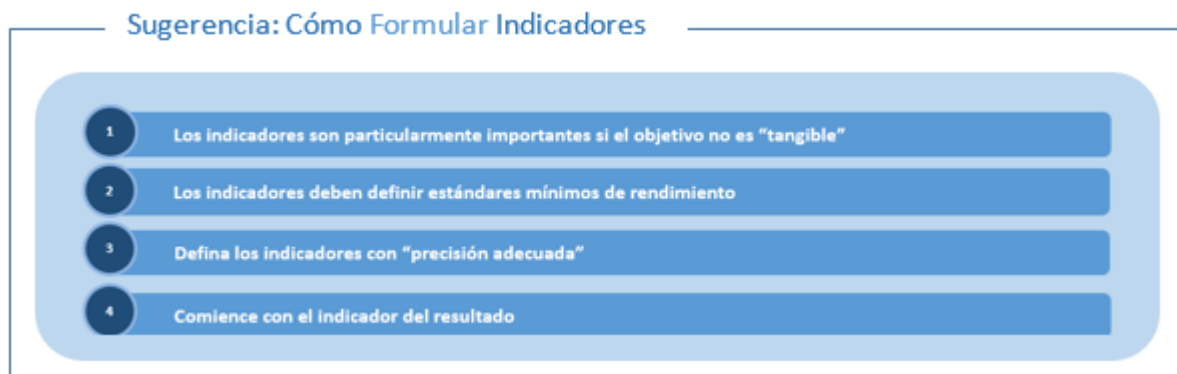 Sugerencia: Cómo Formular Indicadores
1 Los indicadores son particularmente importantes si el objetivo no es “tangible”
2 Los indicadores deben definir estándares mínimos de rendimiento
3 Defina los indicadores con “precisión adecuada”
4 Comience con el indicador del resultado